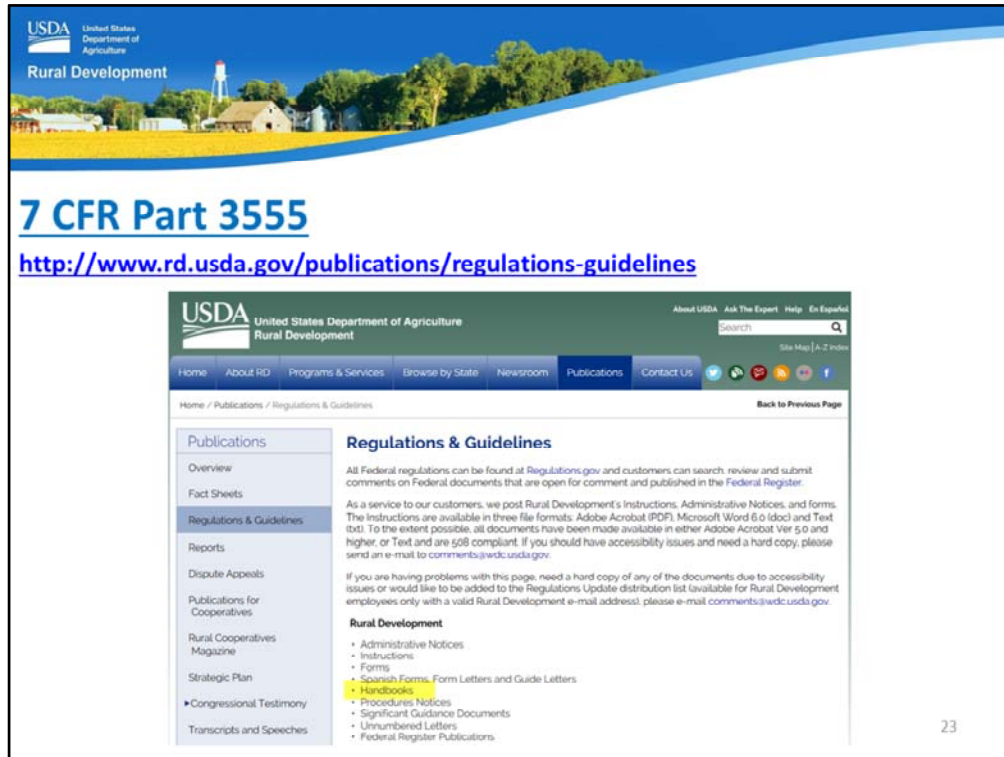 USDA United States
Department of
Agriculture
Rural Development
7 CFR Part 3555
http://www.rd.usda.gov/publications/regulations-guidelines
USDA United States Department of Agriculture
Rural Development
About USDA Ask The Expert Help En Español
Search
Site Map | A-Z Index
Home About RD Programs & Services Browse by State Newsroom Publications Contact Us
Home / Publications / Regulations & Guidelines
Back to Previous Page
Publications
Overview
Fact Sheets
Regulations & Guidelines
Reports
Dispute Appeals
Publications for
Cooperatives
Rural Cooperatives
Magazine
Strategic Plan
▸Congressional Testimony
Transcripts and Speeches
Regulations & Guidelines
All Federal regulations can be found at Regulations.gov and customers can search, review and submit
comments on Federal documents that are open for comment and published in the Federal Register.
As a service to our customers, we post Rural Development's Instructions, Administrative Notices, and forms.
The Instructions are available in three file formats: Adobe Acrobat (PDF), Microsoft Word 6.0 (doc) and Text
(txt). To the extent possible, all documents have been made available in either Adobe Acrobat Ver 5.0 and
higher, or Text and are 508 compliant. If you should have accessibility issues and need a hard copy, please
send an e-mail to comments@wdc.usda.gov.
If you are having problems with this page, need a hard copy of any of the documents due to accessibility
issues or would like to be added to the Regulations Update distribution list (available for Rural Development
employees only with a valid Rural Development e-mail address), please e-mail comments@wdc.usda.gov.
Rural Development
• Administrative Notices
• Instructions
• Forms
• Spanish Forms, Form Letters and Guide Letters
• Handbooks
• Procedures Notices
• Significant Guidance Documents
• Unnumbered Letters
• Federal Register Publications
23